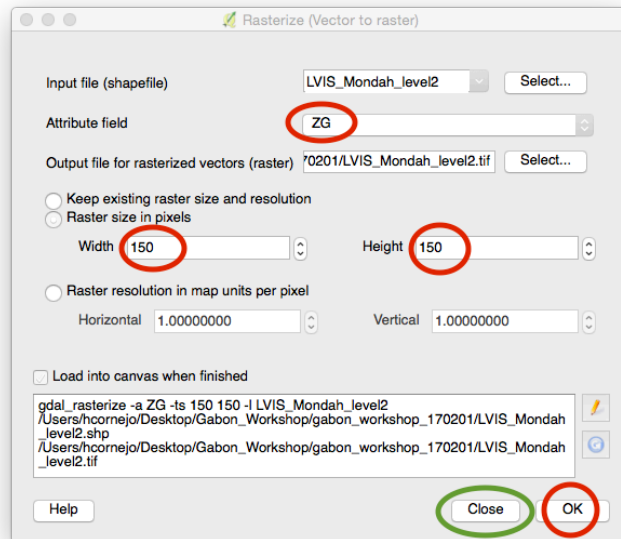 Rasterize (Vector to raster)
Input file (shapefile) LVIS_Mondah_level2 Select...
Attribute field ZG
Output file for rasterized vectors (raster) '70201/LVIS_Mondah_level2.tif Select...
Keep existing raster size and resolution
Raster size in pixels
Width 150 Height 150
Raster resolution in map units per pixel
Horizontal 1.00000000 Vertical 1.00000000
Load into canvas when finished
gdal_rasterize -a ZG -ts 150 150 -l LVIS_Mondah_level2
/Users/hcornejo/Desktop/Gabon_Workshop/gabon_workshop_170201/LVIS_Mondah
_level2.shp
/Users/hcornejo/Desktop/Gabon_Workshop/gabon_workshop_170201/LVIS_Mondah
_level2.tif
Help Close OK